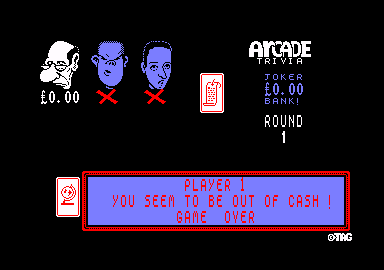 ARCADE
TRIVIA
JOKER
£0.00
BANK!
£0.00
ROUND
1
PLAYER 1
YOU SEEM TO BE OUT OF CASH !
GAME OVER
©TAG